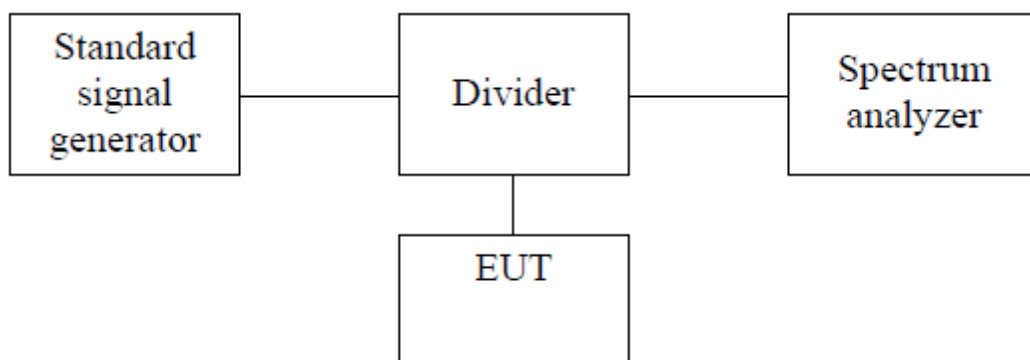 Standard
signal
generator
Divider
Spectrum
analyzer
EUT